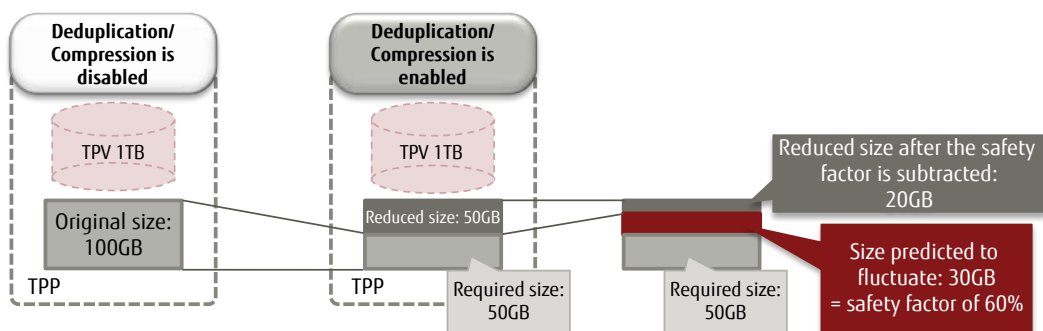 Deduplication/
Compression is
disabled
Deduplication/
Compression is
enabled
TPV 1TB
TPV 1TB
Original size:
100GB
Reduced size: 50GB
Reduced size after the safety
factor is subtracted:
20GB
Size predicted to
fluctuate: 30GB
= safety factor of 60%
TPP
TPP
Required size:
50GB
Required size:
50GB